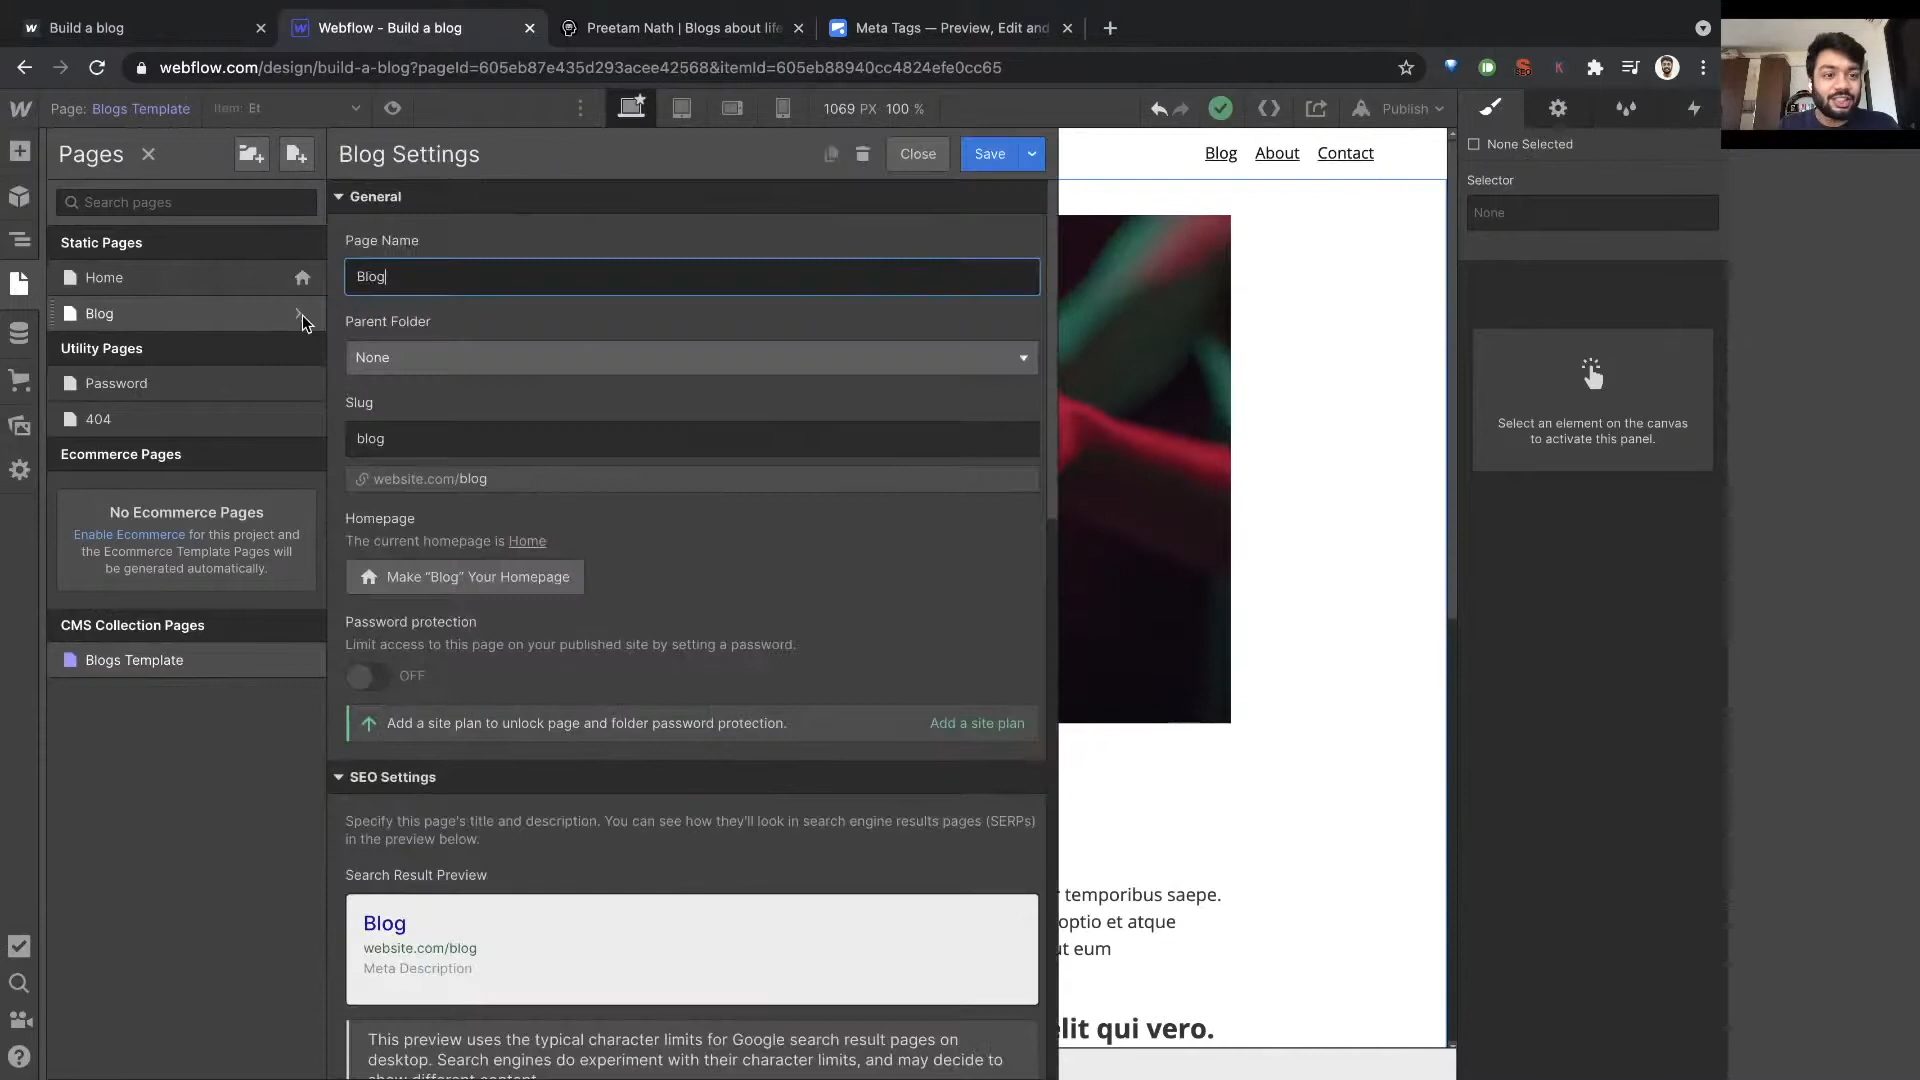 Build a blog
Webflow - Build a blog
Preetam Nath | Blogs about life
Meta Tags — Preview, Edit and
webflow.com/design/build-a-blog?pageId=605eb87e435d293acee42568&itemId=605eb88940cc4824efe0cc65
Page: Blogs Template
Item: Et
1069 PX 100 %
Publish
Pages
Search pages
Static Pages
Home
Blog
Utility Pages
Password
404
Ecommerce Pages
No Ecommerce Pages
Enable Ecommerce for this project and
the Ecommerce Template Pages will
be generated automatically.
CMS Collection Pages
Blogs Template
Blog Settings
Close
Save
General
Page Name
Blog
Parent Folder
None
Slug
blog
website.com/blog
Homepage
The current homepage is Home
Make “Blog” Your Homepage
Password protection
Limit access to this page on your published site by setting a password.
OFF
Add a site plan to unlock page and folder password protection.
Add a site plan
SEO Settings
Specify this page's title and description. You can see how they'll look in search engine results pages (SERPs)
in the preview below.
Search Result Preview
Blog
website.com/blog
Meta Description
This preview uses the typical character limits for Google search result pages on
desktop. Search engines do experiment with their character limits, and may decide to
Blog About Contact
temporibus saepe.
optio et atque
ut eum
elit qui vero.
None Selected
Selector
None
Select an element on the canvas
to activate this panel.